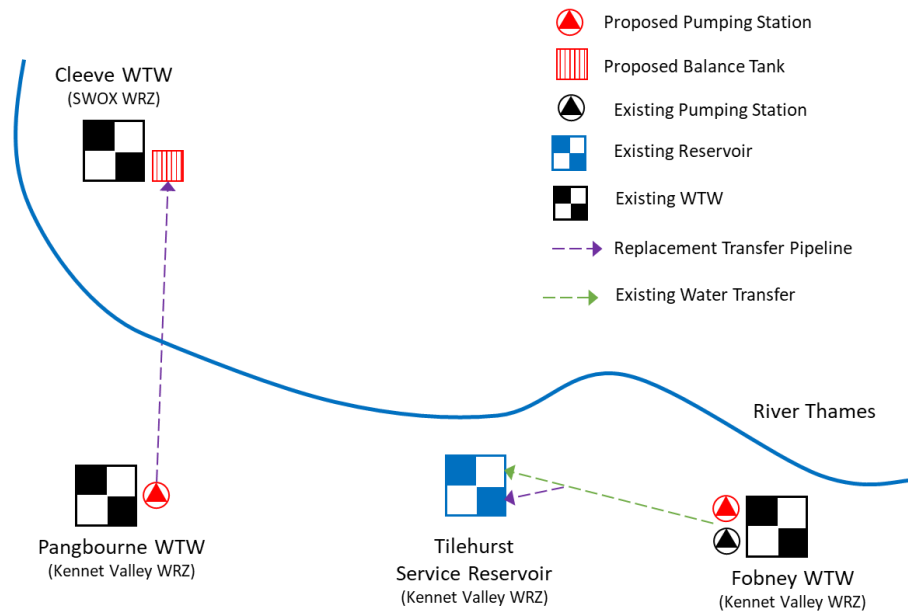 Proposed Pumping Station
Proposed Balance Tank
Existing Pumping Station
Existing Reservoir
Existing WTW
Replacement Transfer Pipeline
Existing Water Transfer
Cleeve WTW
(SWOX WRZ)
River Thames
Pangbourne WTW
(Kennet Valley WRZ)
Tilehurst
Service Reservoir
(Kennet Valley WRZ)
Fobney WTW
(Kennet Valley WRZ)